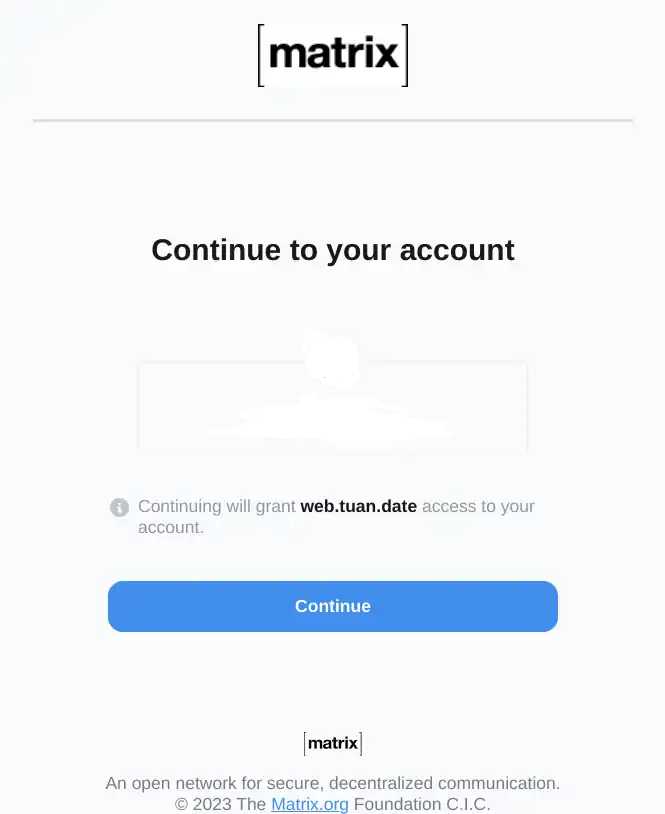 [matrix]
Continue to your account
Continuing will grant web.tuan.date access to your
account.
Continue
[matrix]
An open network for secure, decentralized communication.
© 2023 The Matrix.org Foundation C.I.C.